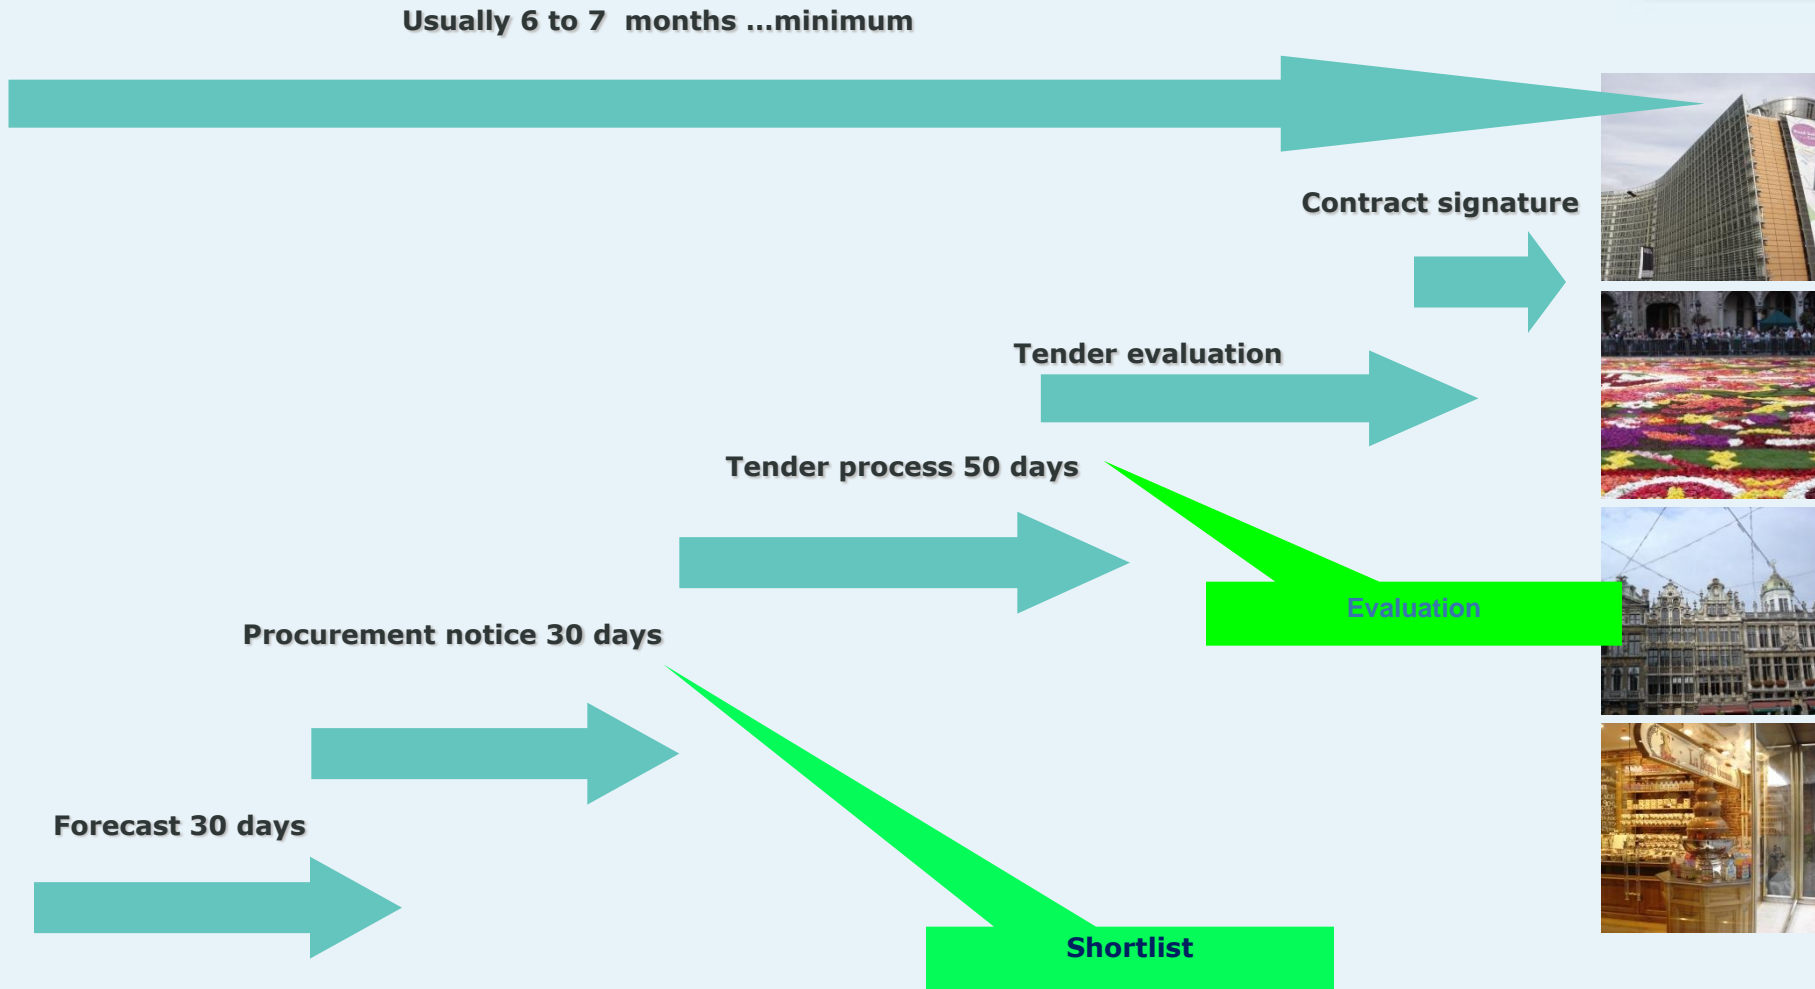 Usually 6 to 7 months ...minimum
Contract signature
Tender evaluation
Tender process 50 days
Evaluation
Procurement notice 30 days
Forecast 30 days
Shortlist